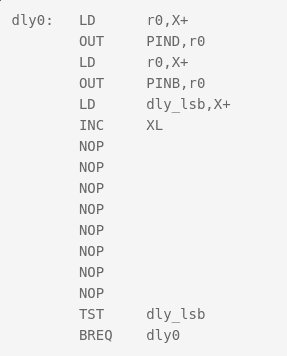 dly0: LD r0,X+
OUT PIND,r0
LD r0,X+
OUT PINB,r0
LD dly_lsb,X+
INC XL
NOP
NOP
NOP
NOP
NOP
NOP
NOP
NOP
TST dly_lsb
BREQ dly0